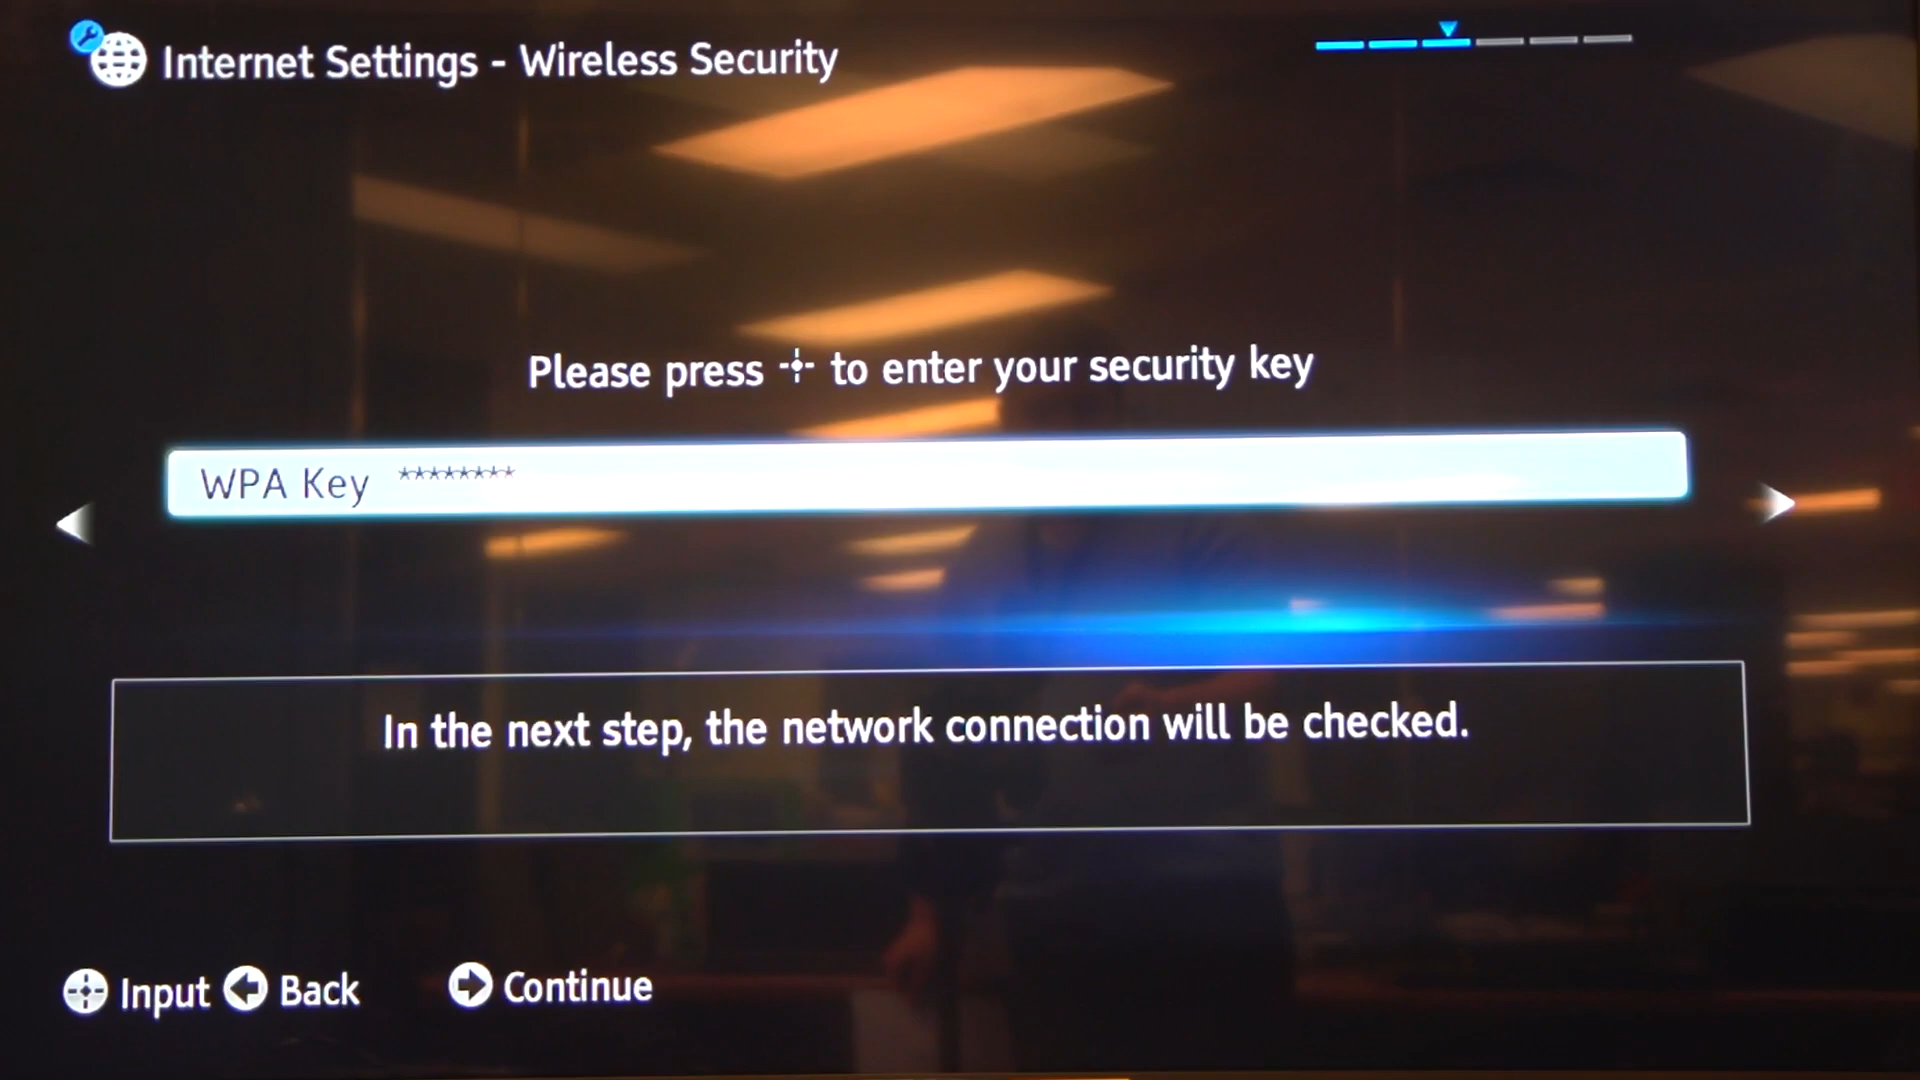 Internet Settings - Wireless Security
Please press to enter your security key
WPA Key ********
In the next step, the network connection will be checked.
Input Back Continue